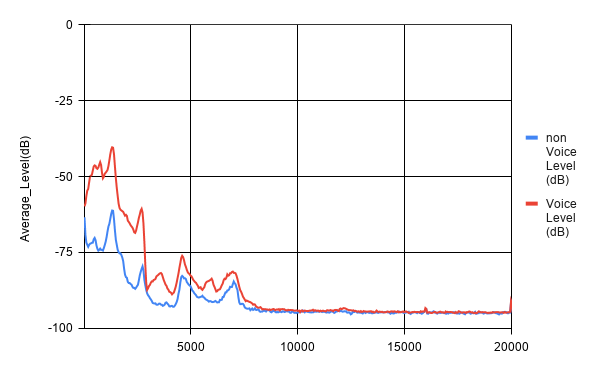 0
-25
-50
-75
-100
Average_Level(dB)
5000
10000
15000
20000
non
Voice
Level
(dB)
Voice
Level
(dB)